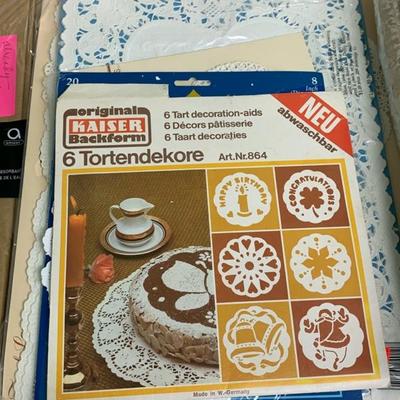 20
8
Inch
original
KAISER
Backform
6 Tart decoration-aids
6 Décors pâtisserie
6 Taart decoraties
NEU
abwaschbar
6 Tortendekore
Art.Nr.864
HAPPY BIRTHDAY
CONGRATULATIONS
Made in W.-Germany